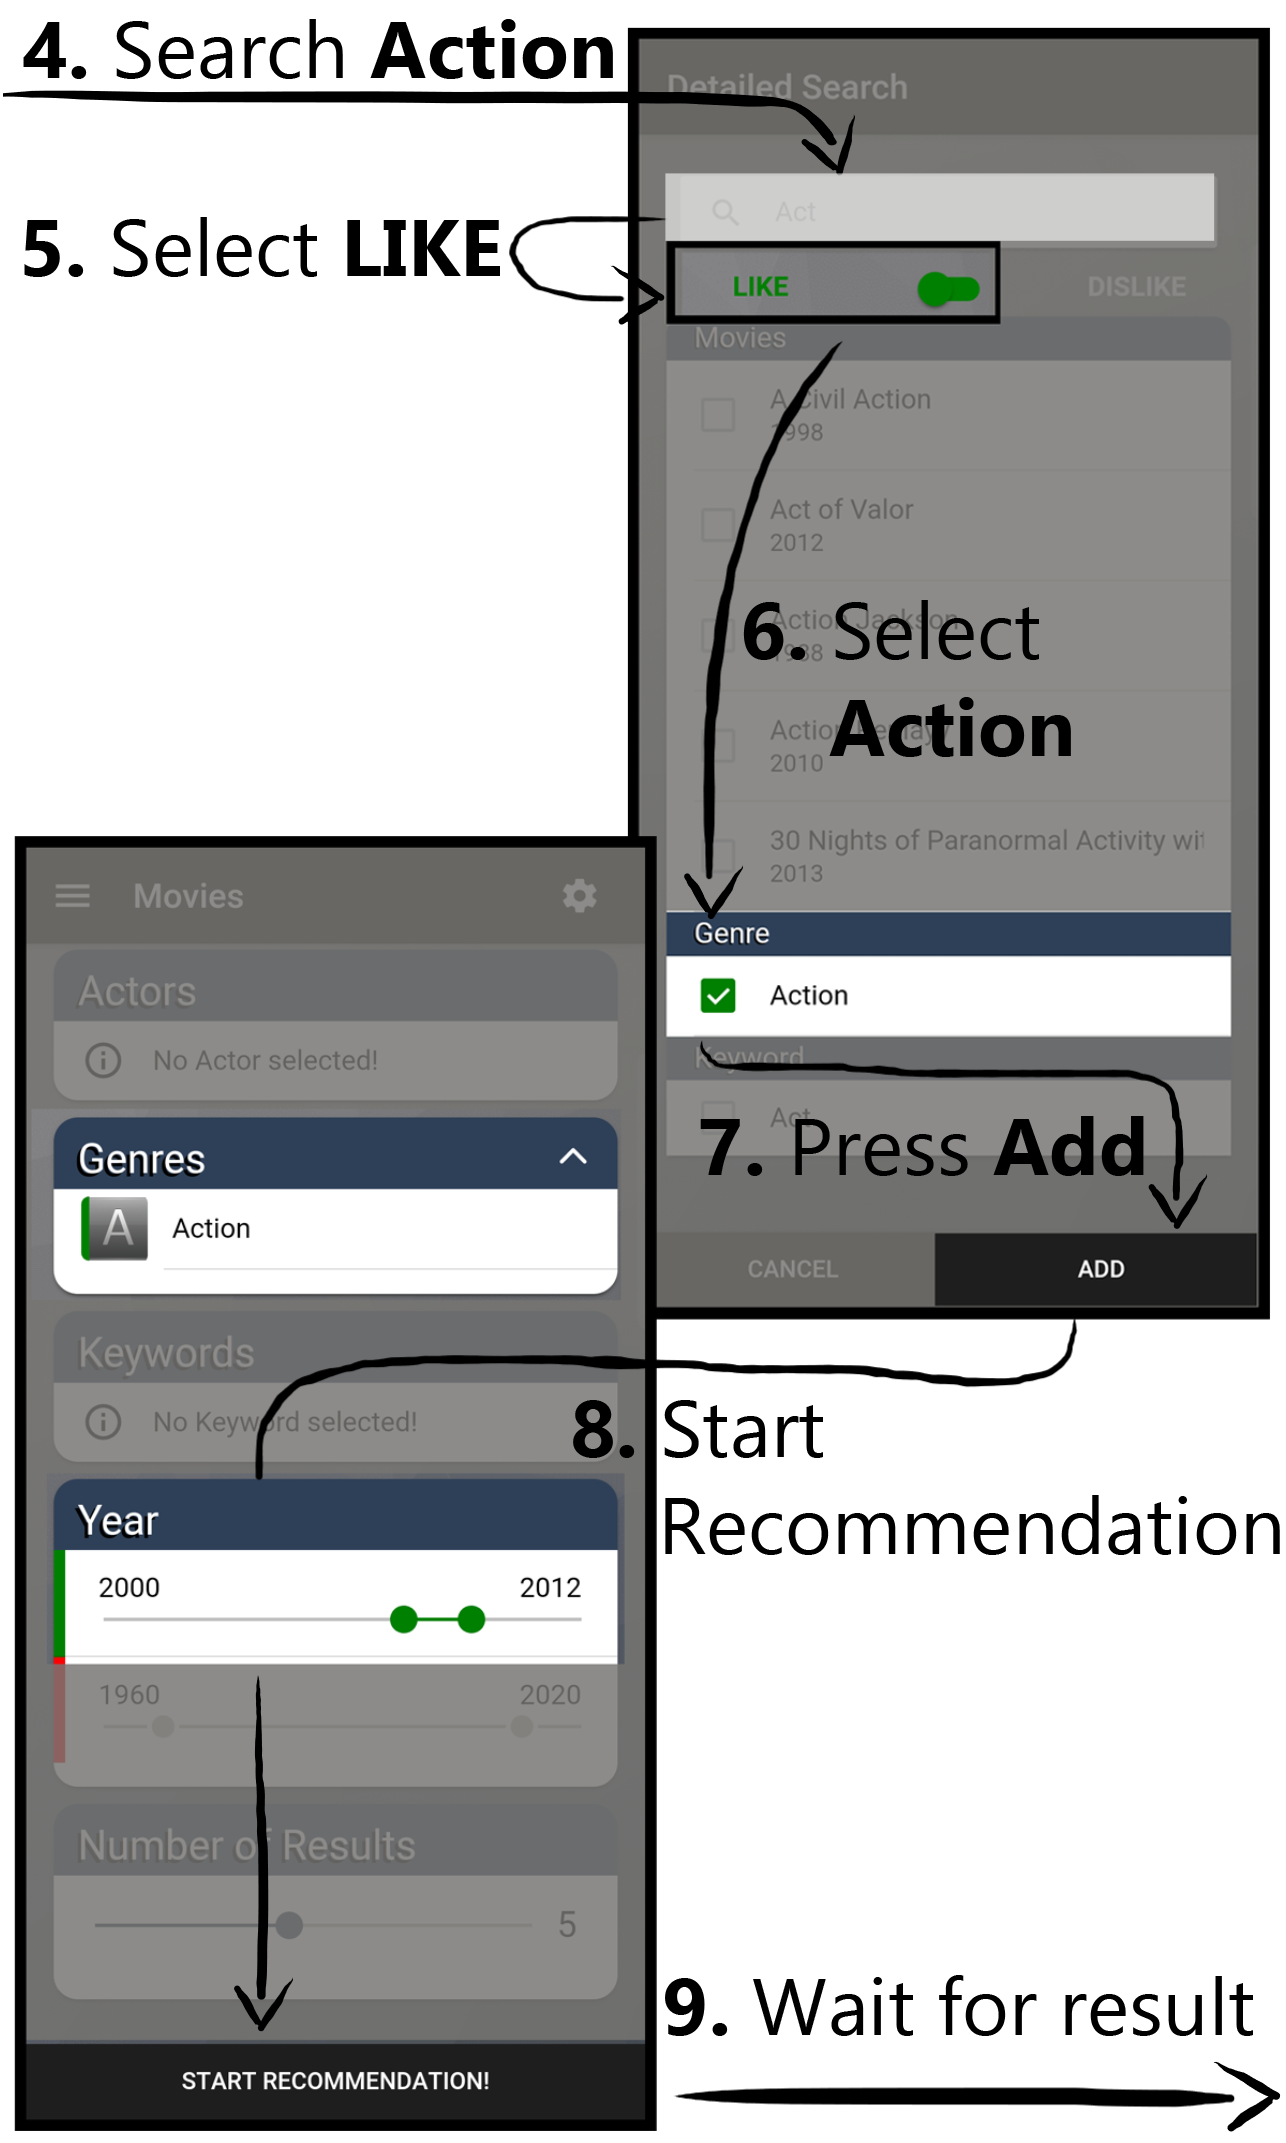 4. Search Action
Detailed Search
Act
5. Select LIKE
LIKE
DISLIKE
Movies
A Civil Action
1998
Act of Valor
2012
Action Jackson
1988
6. Select
Action
Action Replayy
2010
30 Nights of Paranormal Activity wit
2013
Genre
Action
Keyword
Act
7. Press Add
CANCEL
ADD
Movies
Actors
No Actor selected!
Genres
A
Action
Keywords
No Keyword selected!
8. Start
Recommendation
Year
2000
2012
1960
2020
Number of Results
5
START RECOMMENDATION!
9. Wait for result